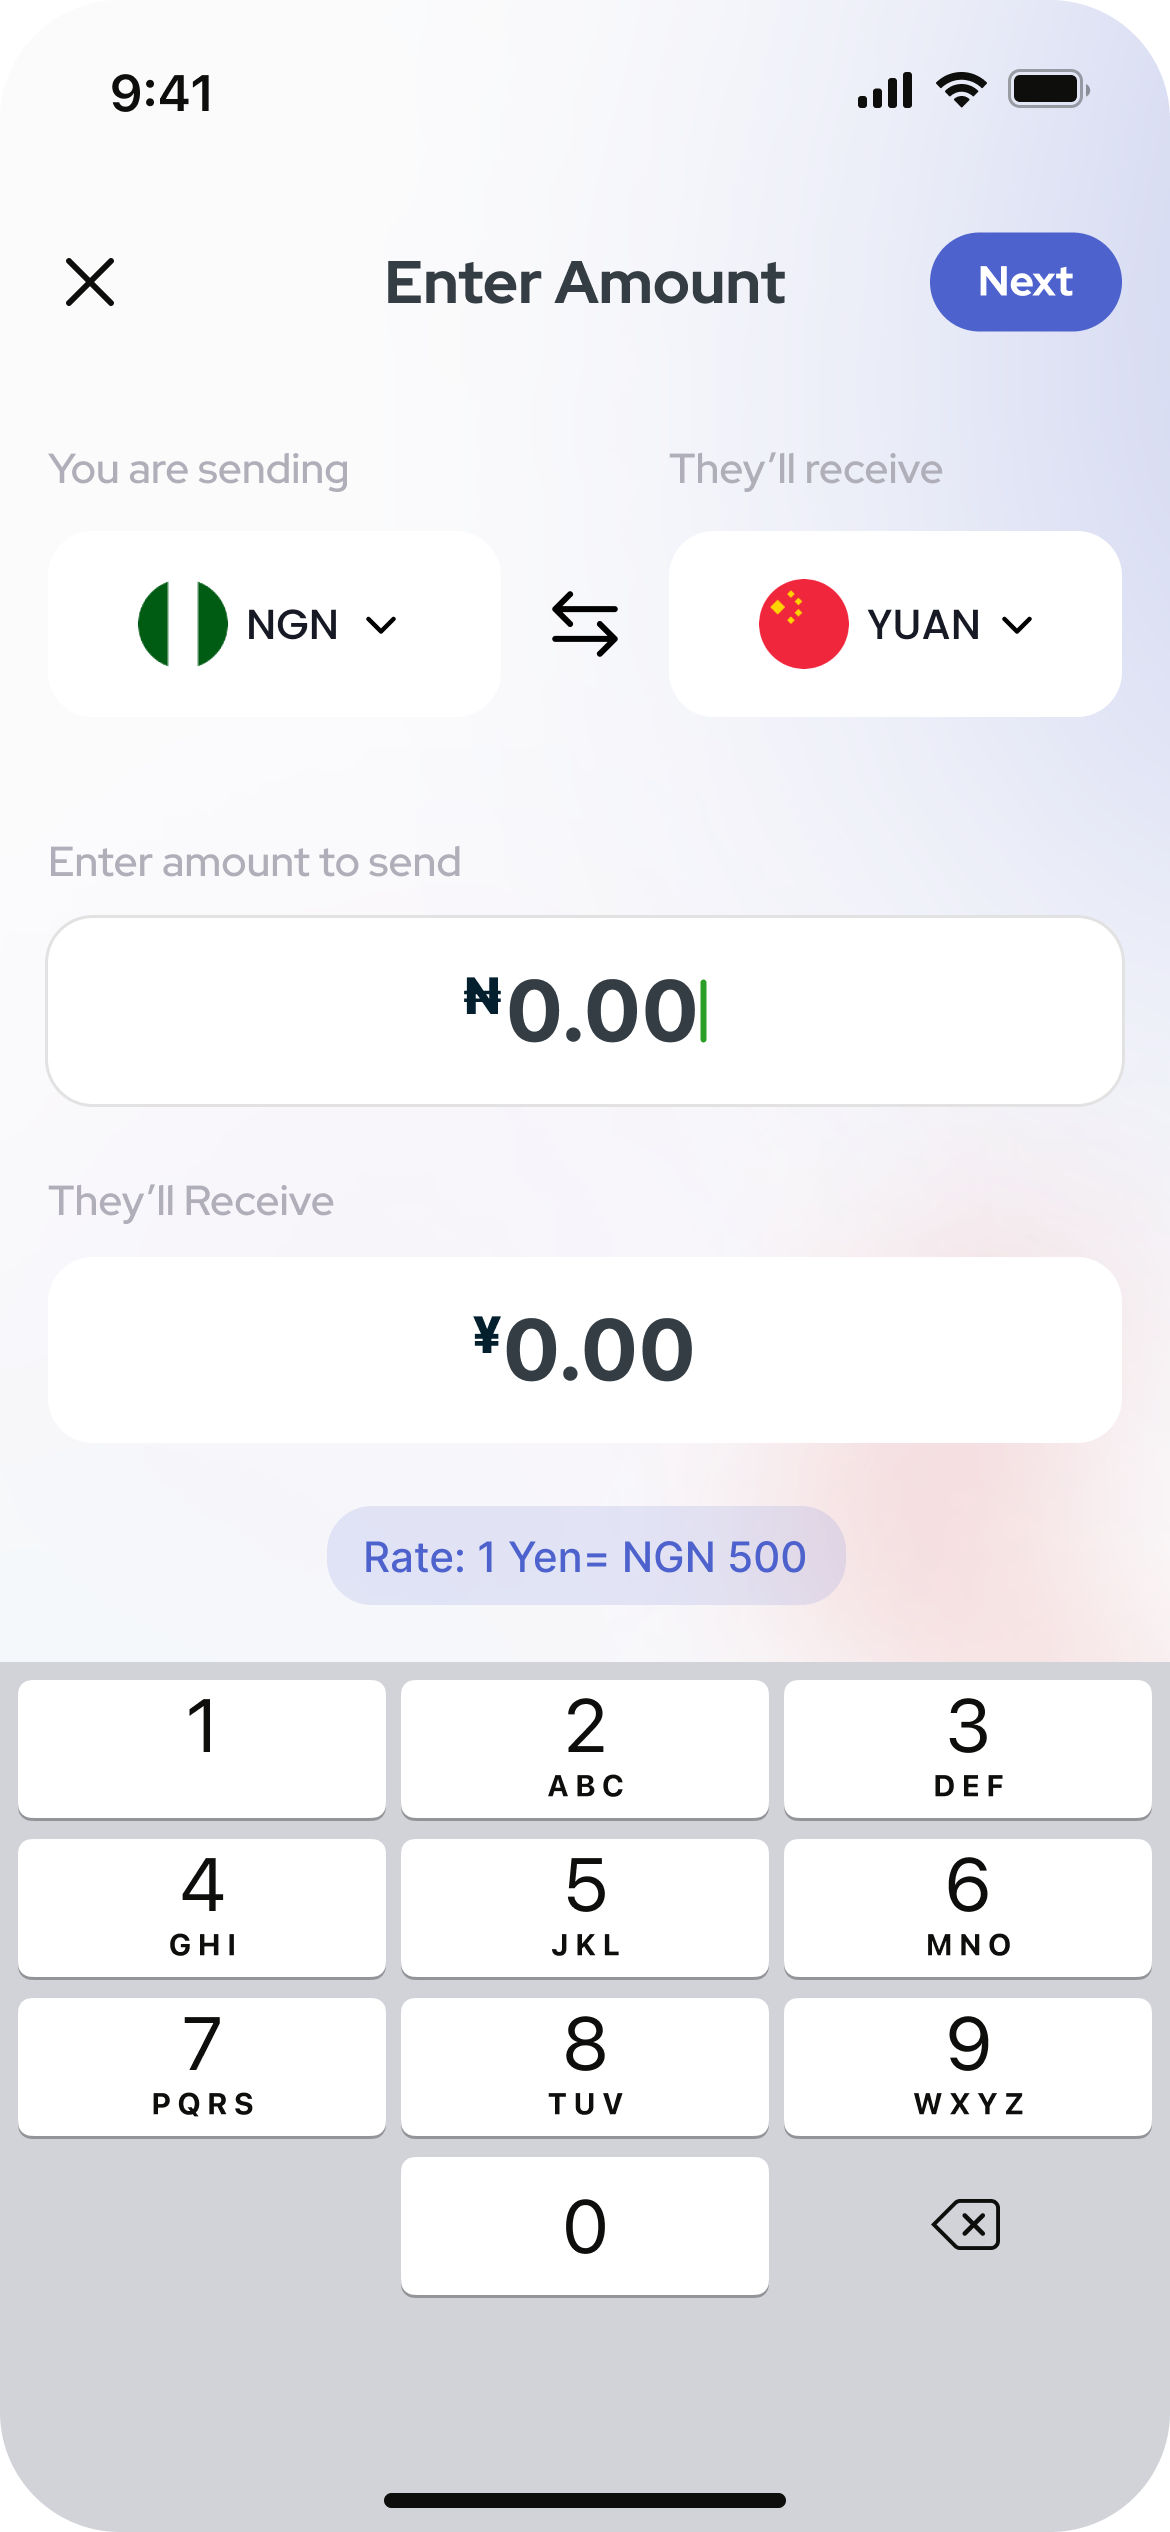 9:41
Enter Amount
Next
You are sending
They’ll receive
NGN
YUAN
Enter amount to send
₦0.00
They’ll Receive
¥0.00
Rate: 1 Yen= NGN 500
1
2
ABC
3
DEF
4
GHI
5
JKL
6
MNO
7
PQRS
8
TUV
9
WXYZ
0